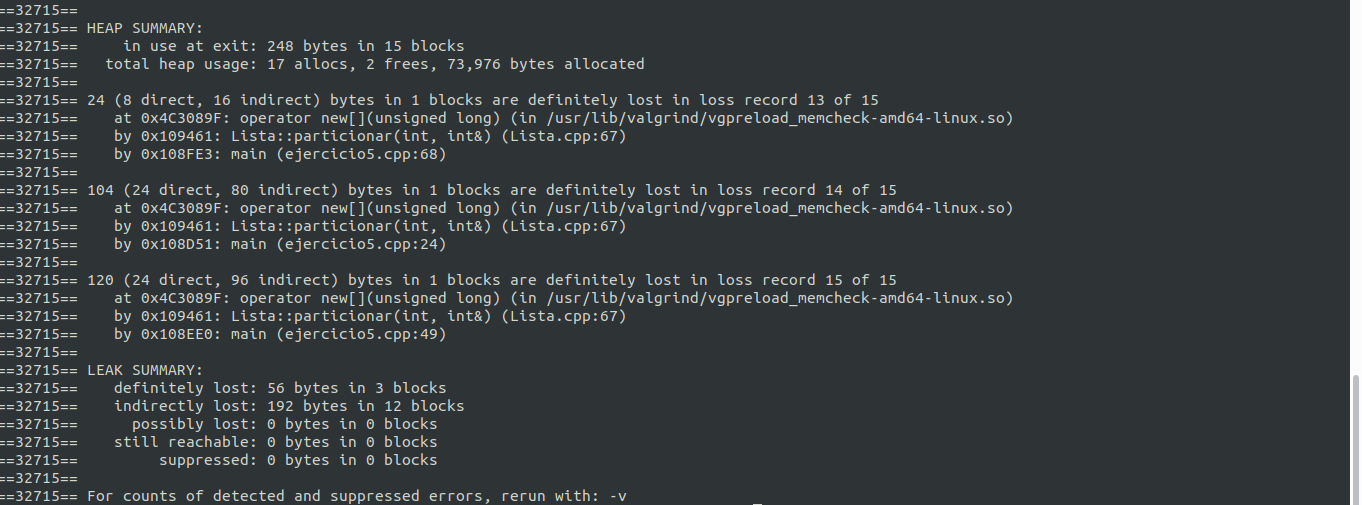 ==32715==
==32715== HEAP SUMMARY:
==32715==     in use at exit: 248 bytes in 15 blocks
==32715==   total heap usage: 17 allocs, 2 frees, 73,976 bytes allocated
==32715==
==32715== 24 (8 direct, 16 indirect) bytes in 1 blocks are definitely lost in loss record 13 of 15
==32715==    at 0x4C3089F: operator new[](unsigned long) (in /usr/lib/valgrind/vgpreload_memcheck-amd64-linux.so)
==32715==    by 0x109461: Lista::particionar(int, int&) (Lista.cpp:67)
==32715==    by 0x108FE3: main (ejercicio5.cpp:68)
==32715==
==32715== 104 (24 direct, 80 indirect) bytes in 1 blocks are definitely lost in loss record 14 of 15
==32715==    at 0x4C3089F: operator new[](unsigned long) (in /usr/lib/valgrind/vgpreload_memcheck-amd64-linux.so)
==32715==    by 0x109461: Lista::particionar(int, int&) (Lista.cpp:67)
==32715==    by 0x108D51: main (ejercicio5.cpp:24)
==32715==
==32715== 120 (24 direct, 96 indirect) bytes in 1 blocks are definitely lost in loss record 15 of 15
==32715==    at 0x4C3089F: operator new[](unsigned long) (in /usr/lib/valgrind/vgpreload_memcheck-amd64-linux.so)
==32715==    by 0x109461: Lista::particionar(int, int&) (Lista.cpp:67)
==32715==    by 0x108EE0: main (ejercicio5.cpp:49)
==32715==
==32715== LEAK SUMMARY:
==32715==    definitely lost: 56 bytes in 3 blocks
==32715==    indirectly lost: 192 bytes in 12 blocks
==32715==      possibly lost: 0 bytes in 0 blocks
==32715==    still reachable: 0 bytes in 0 blocks
==32715==         suppressed: 0 bytes in 0 blocks
==32715==
==32715== For counts of detected and suppressed errors, rerun with: -v